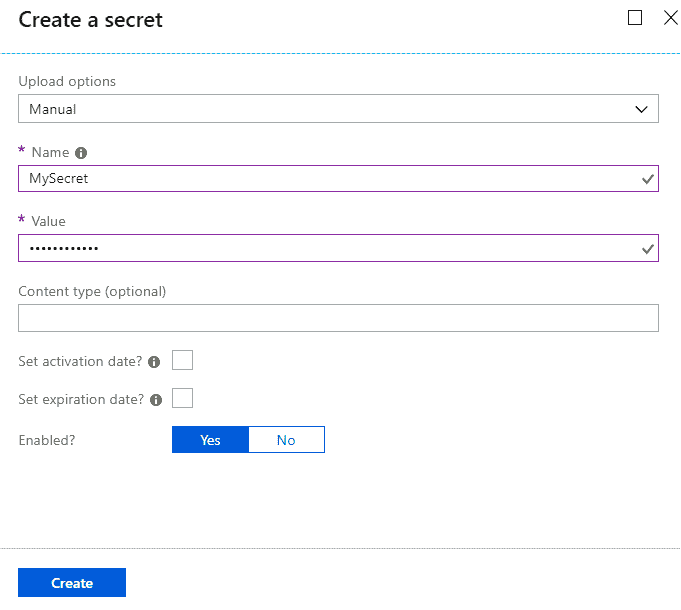 Create a secret
Upload options
Manual
* Name
MySecret
* Value
••••••••••••
Content type (optional)
Set activation date?
Set expiration date?
Enabled? Yes No
Create